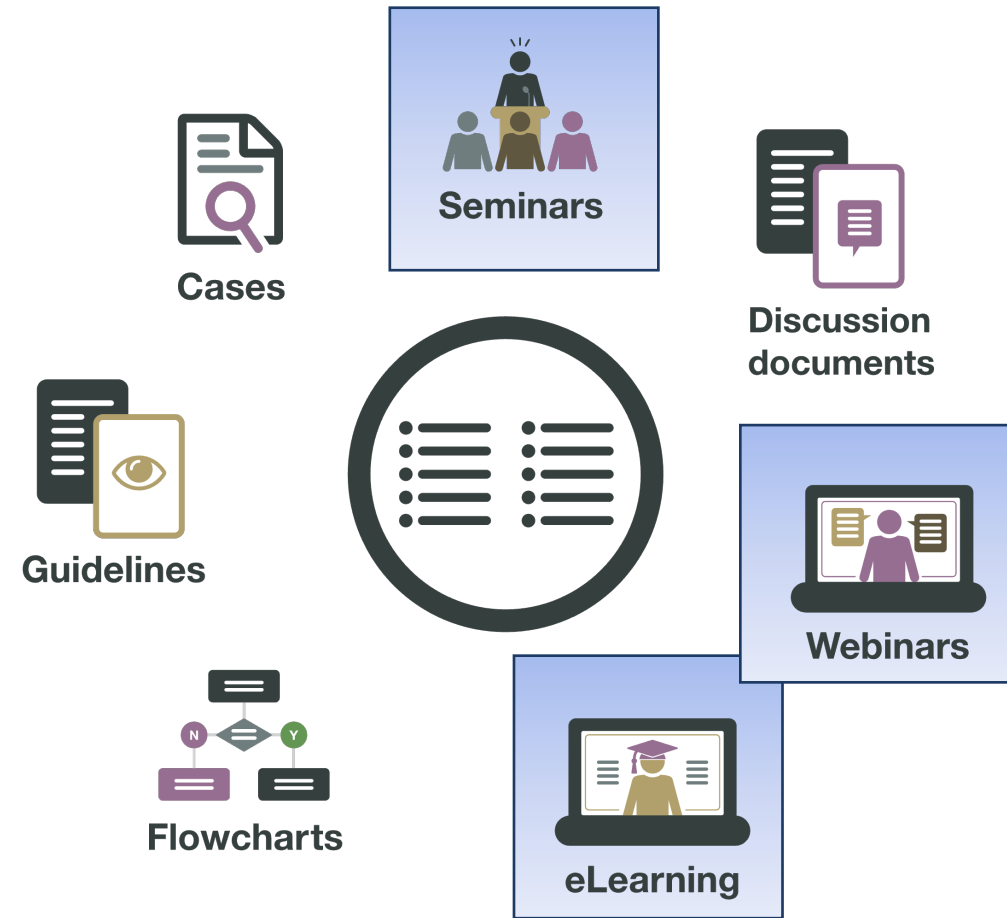 Seminars
Cases
Discussion
documents
Guidelines
Webinars
N
Y
Flowcharts
eLearning